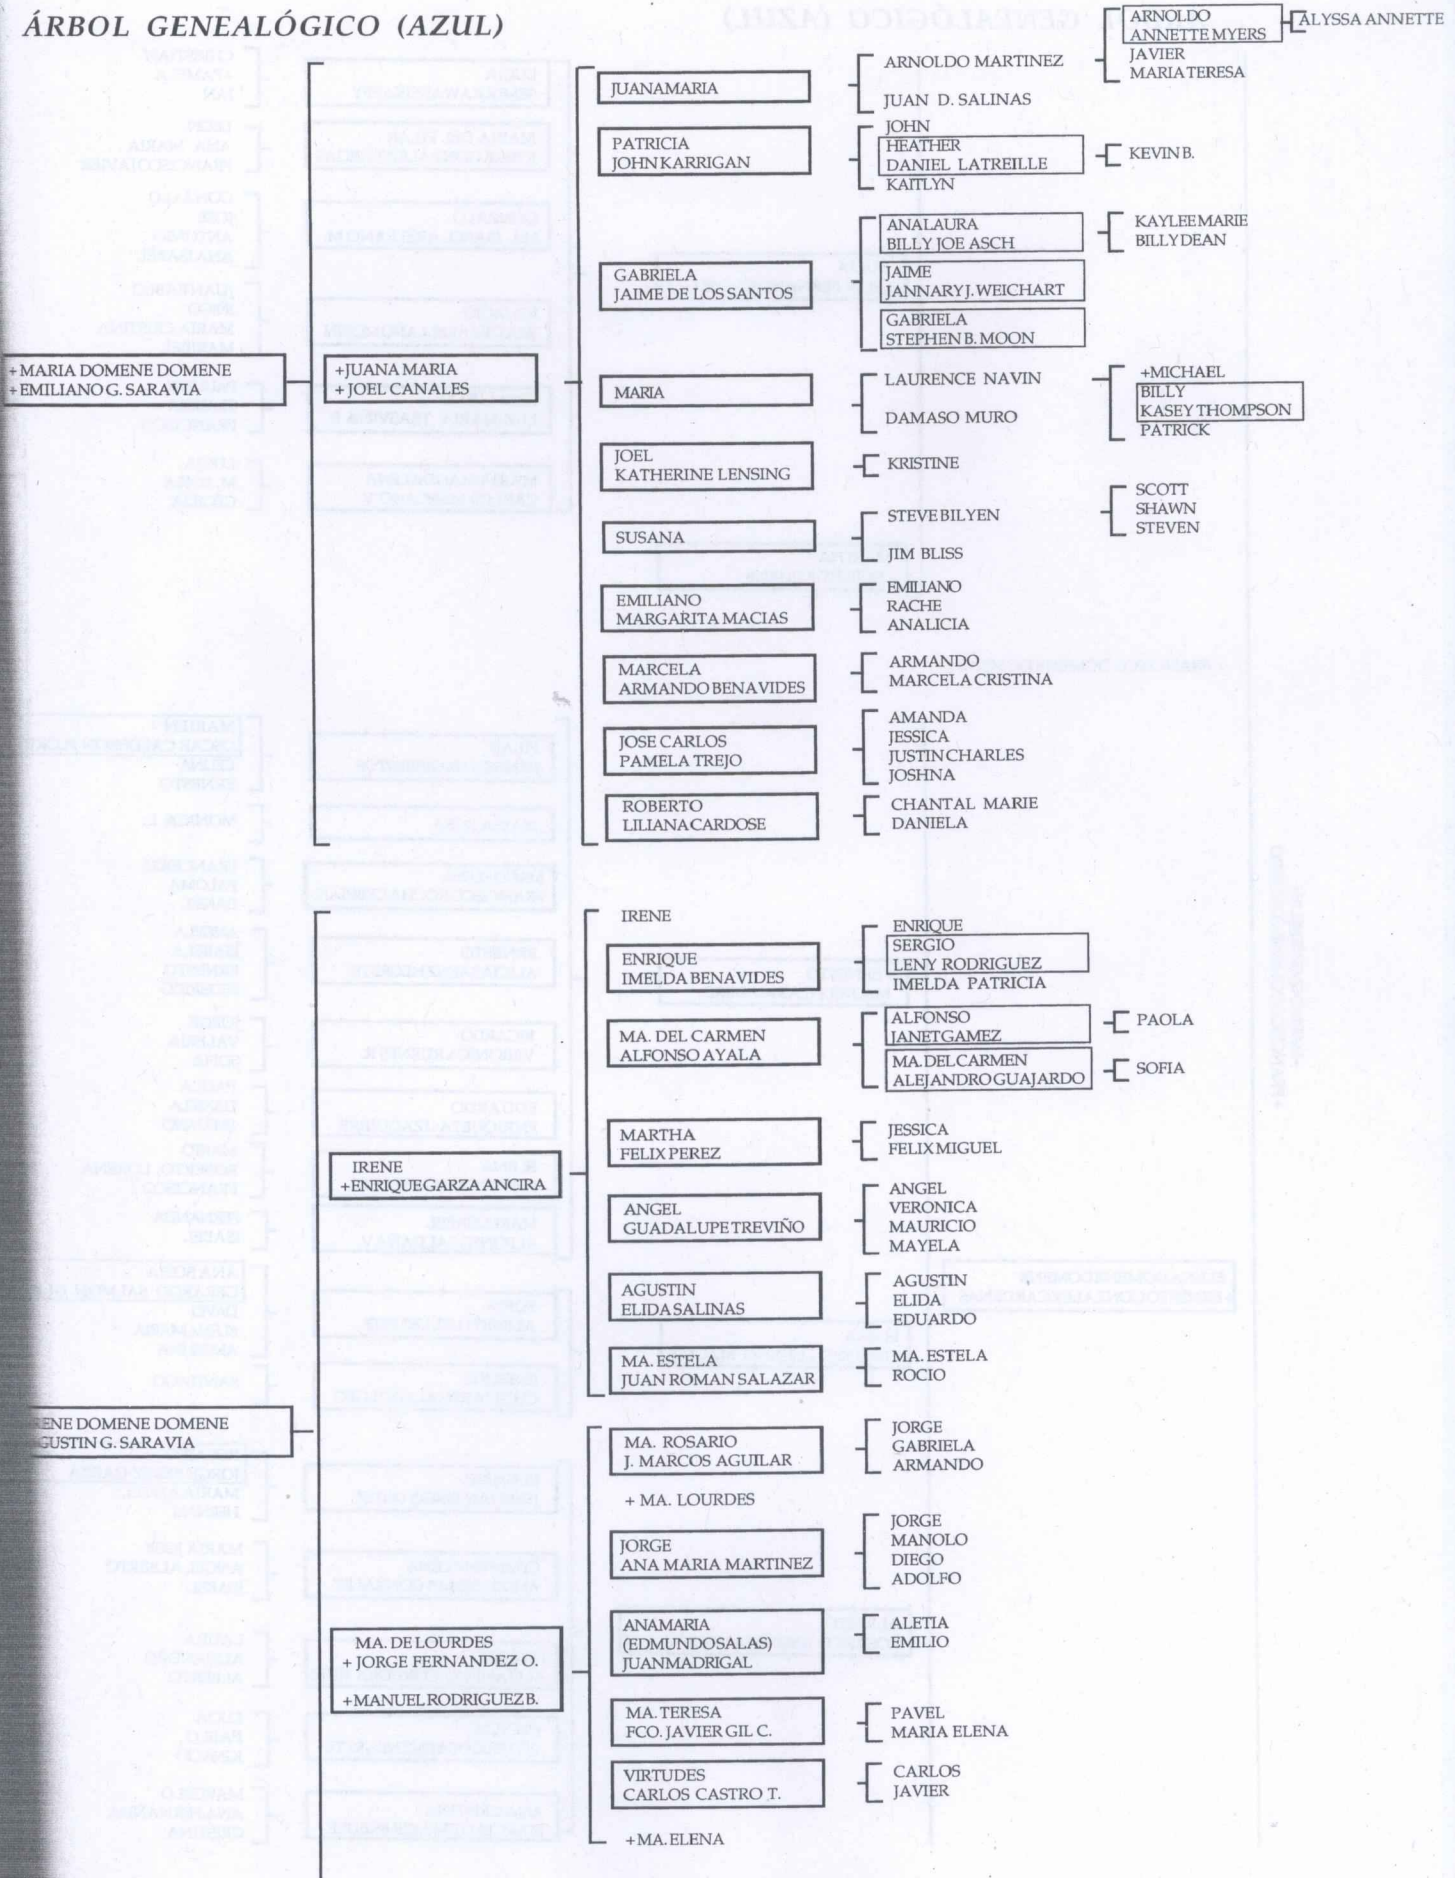 ÁRBOL GENEALÓGICO (AZUL)
+ MARIA DOMENE DOMENE
+ EMILIANO G. SARAVIA
+ JUANA MARIA
+ JOEL CANALES
JUANAMARIA
ARNOLDO MARTINEZ
ARNOLDO
ANNETTE MYERS
ALYSSA ANNETTE
JAVIER
MARIA TERESA
JUAN D. SALINAS
PATRICIA
JOHN KARRIGAN
JOHN
HEATHER
DANIEL LATREILLE
KEVIN B.
KAITLYN
GABRIELA
JAIME DE LOS SANTOS
ANALAURA
BILLY JOE ASCH
KAYLEE MARIE
BILLY DEAN
JAIME
JANNARY J. WEICHART
GABRIELA
STEPHEN B. MOON
MARIA
LAURENCE NAVIN
+MICHAEL
BILLY
KASEY THOMPSON
PATRICK
DAMASO MURO
JOEL
KATHERINE LENSING
KRISTINE
SUSANA
STEVE BILYEN
SCOTT
SHAWN
STEVEN
JIM BLISS
EMILIANO
MARGARITA MACIAS
EMILIANO
RACHE
ANALICIA
MARCELA
ARMANDO BENAVIDES
ARMANDO
MARCELA CRISTINA
JOSE CARLOS
PAMELA TREJO
AMANDA
JESSICA
JUSTIN CHARLES
JOSHNA
ROBERTO
LILIANA CARDOSE
CHANTAL MARIE
DANIELA
RENE DOMENE DOMENE
GUSTIN G. SARAVIA
IRENE
+ENRIQUE GARZA ANCIRA
IRENE
ENRIQUE
IMELDA BENAVIDES
ENRIQUE
SERGIO
LENY RODRIGUEZ
IMELDA PATRICIA
MA. DEL CARMEN
ALFONSO AYALA
ALFONSO
JANET GAMEZ
PAOLA
MA. DEL CARMEN
ALEJANDRO GUAJARDO
SOFIA
MARTHA
FELIX PEREZ
JESSICA
FELIX MIGUEL
ANGEL
GUADALUPE TREVIÑO
ANGEL
VERONICA
MAURICIO
MAYELA
AGUSTIN
ELIDA SALINAS
AGUSTIN
ELIDA
EDUARDO
MA. ESTELA
JUAN ROMAN SALAZAR
MA. ESTELA
ROCIO
MA. DE LOURDES
+ JORGE FERNANDEZ O.
+MANUEL RODRIGUEZ B.
MA. ROSARIO
J. MARCOS AGUILAR
JORGE
GABRIELA
ARMANDO
+ MA. LOURDES
JORGE
ANA MARIA MARTINEZ
JORGE
MANOLO
DIEGO
ADOLFO
ANAMARIA
(EDMUNDO SALAS)
JUAN MADRIGAL
ALETIA
EMILIO
MA. TERESA
FCO. JAVIER GIL C.
PAVEL
MARIA ELENA
VIRTUDES
CARLOS CASTRO T.
CARLOS
JAVIER
+ MA. ELENA